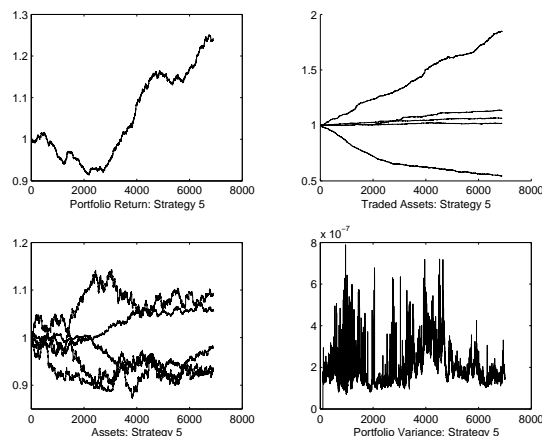 1.3
1.2
1.1
1
0.9
0 2000 4000 6000 8000
Portfolio Return: Strategy 5
2
1.5
1
0.5
0 2000 4000 6000 8000
Traded Assets: Strategy 5
1.2
1.1
1
0.9
0 2000 4000 6000 8000
Assets: Strategy 5
x 10⁻⁷
8
6
4
2
0
0 2000 4000 6000 8000
Portfolio Variance: Strategy 5